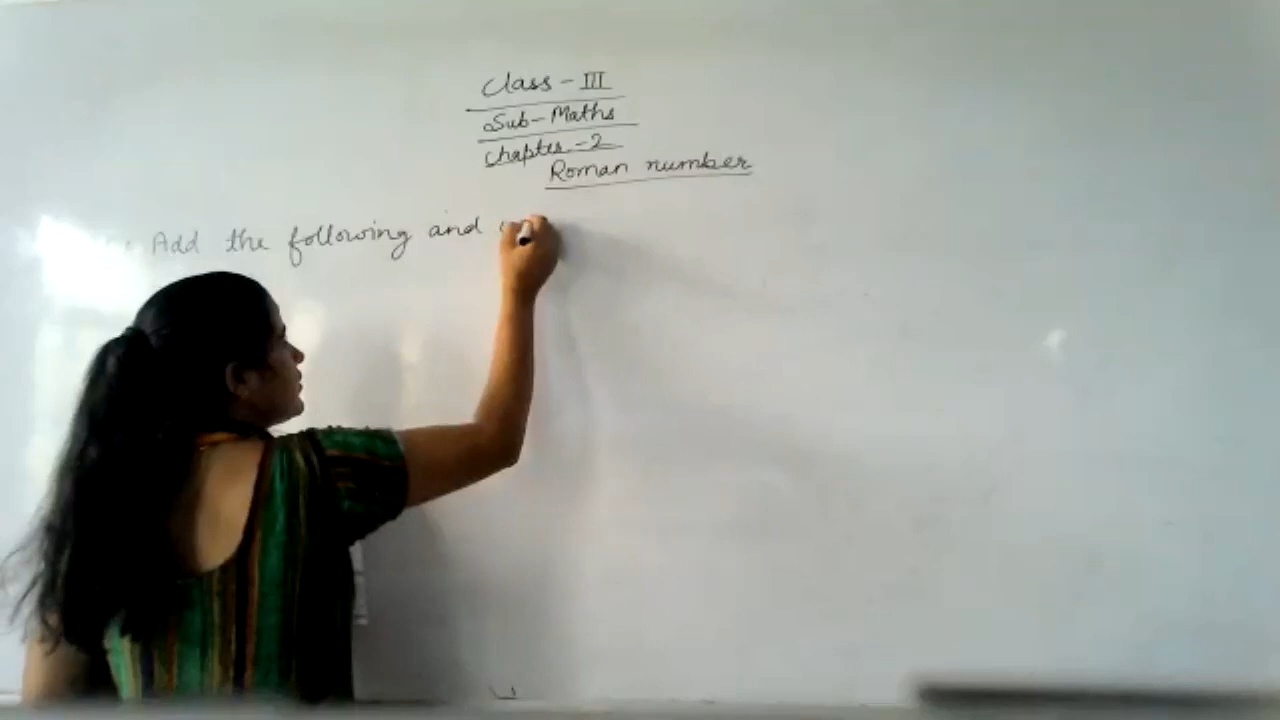 Class - III
Sub - Maths
Chapter - 2
Roman number
Add the following and